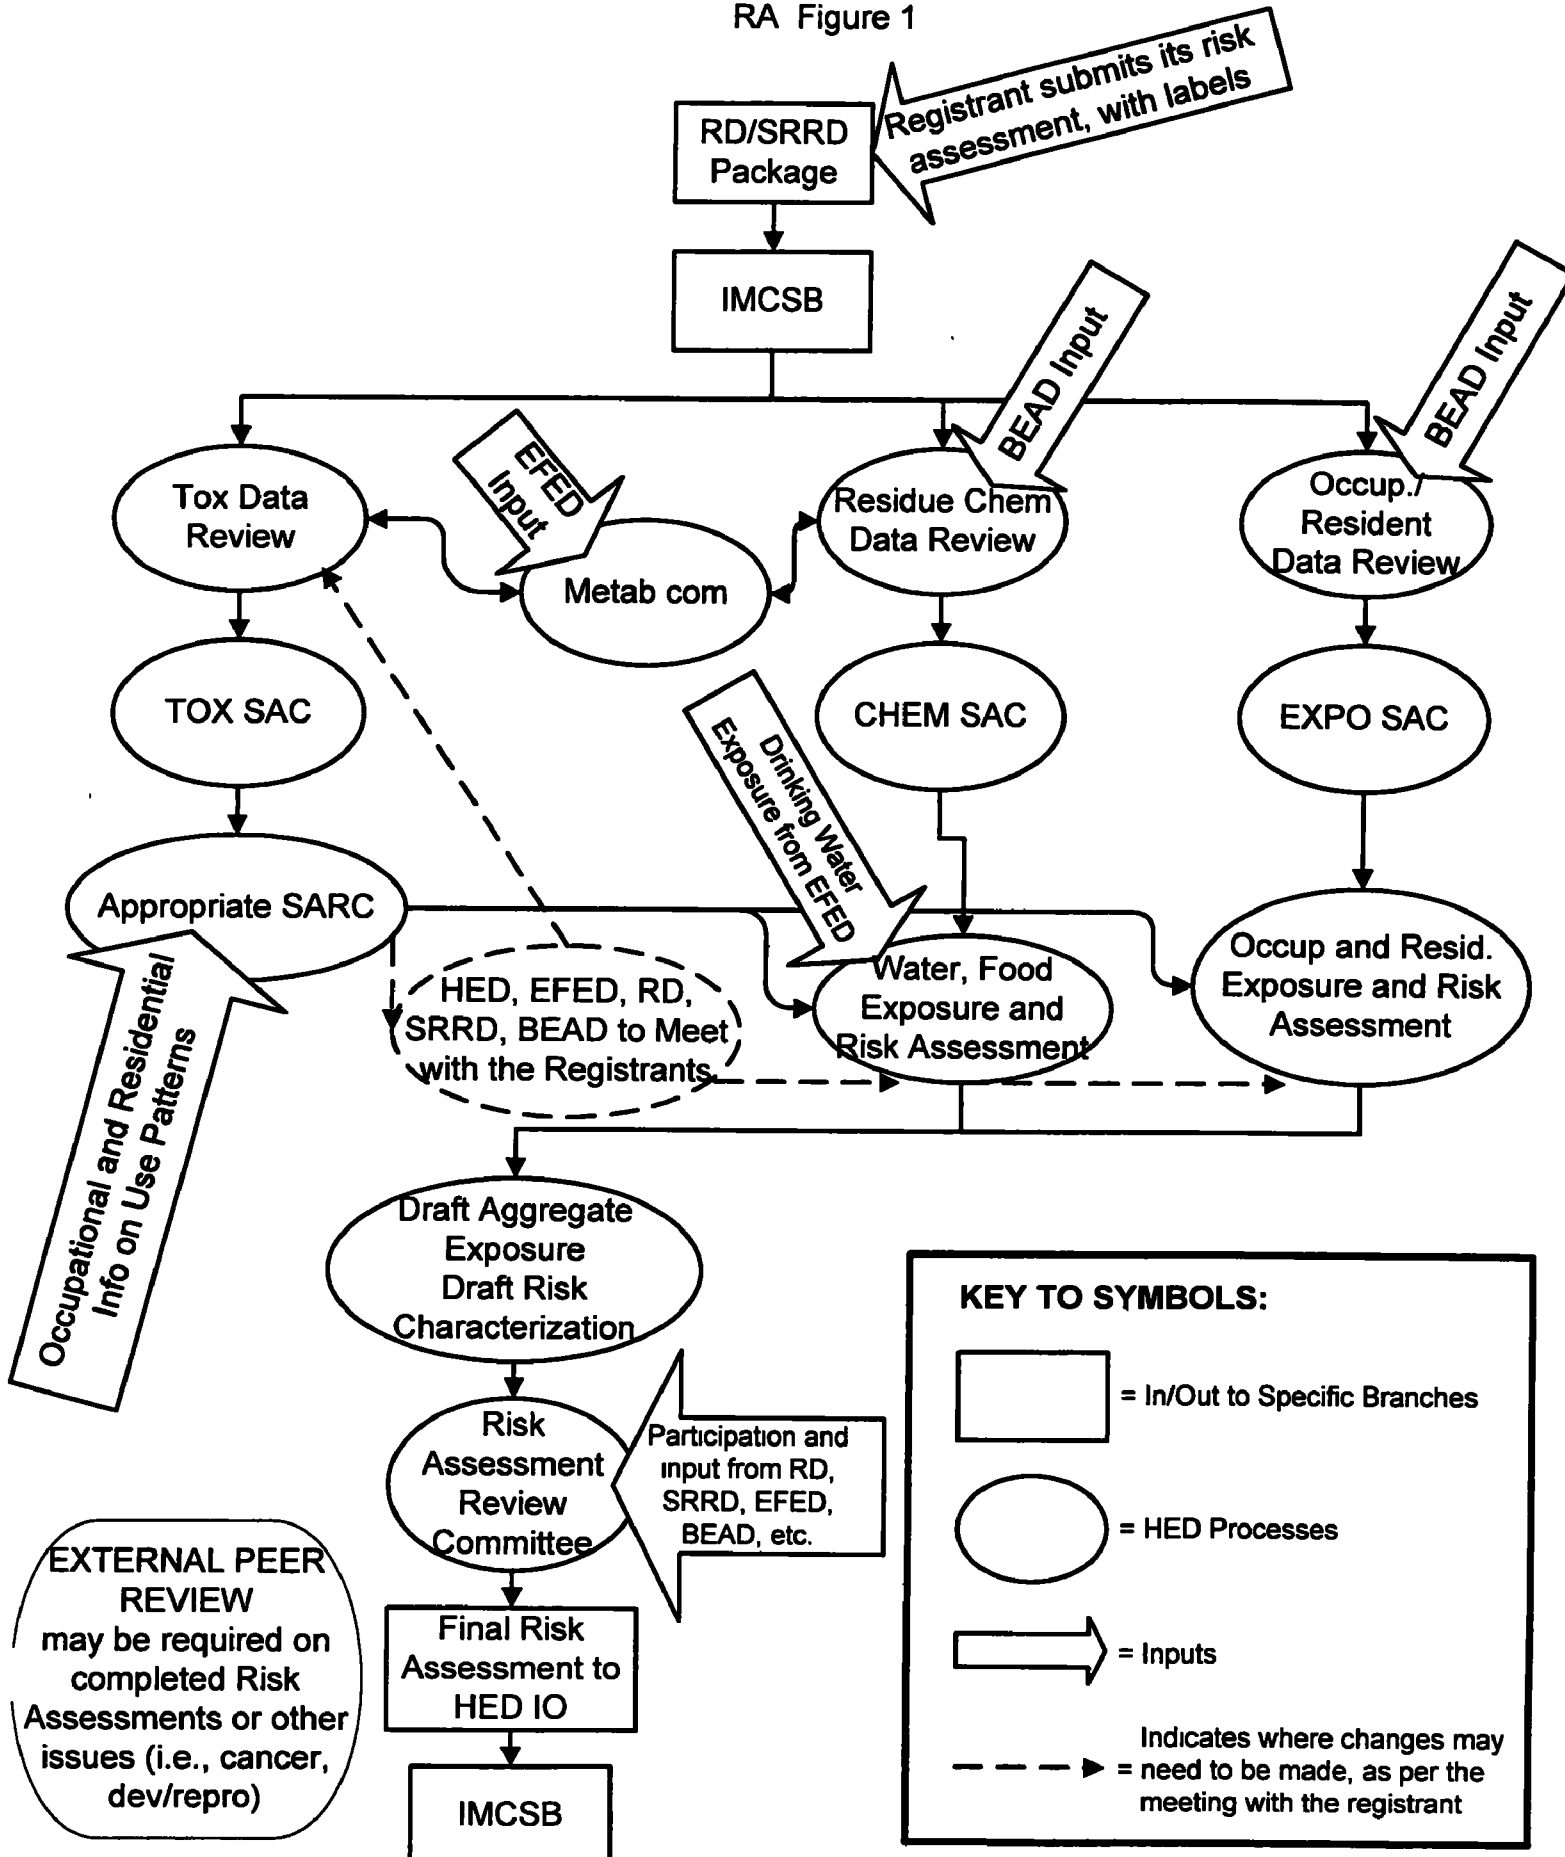 RA Figure 1
Registrant submits its risk
assessment, with labels
RD/SRRD
Package
IMCSB
BEAD Input
BEAD Input
EFED
Input
Tox Data
Review
Metab com
Residue Chem
Data Review
Occup./
Resident
Data Review
TOX SAC
CHEM SAC
EXPO SAC
Drinking Water
Exposure from EFED
Appropriate SARC
Occupational and Residential
Info on Use Patterns
HED, EFED, RD,
SRRD, BEAD to Meet
with the Registrants
Water, Food
Exposure and
Risk Assessment
Occup and Resid.
Exposure and Risk
Assessment
Draft Aggregate
Exposure
Draft Risk
Characterization
Risk
Assessment
Review
Committee
Participation and
input from RD,
SRRD, EFED,
BEAD, etc.
Final Risk
Assessment to
HED IO
IMCSB
EXTERNAL PEER
REVIEW
may be required on
completed Risk
Assessments or other
issues (i.e., cancer,
dev/repro)
KEY TO SYMBOLS:
= In/Out to Specific Branches
= HED Processes
= Inputs
Indicates where changes may
= need to be made, as per the
meeting with the registrant